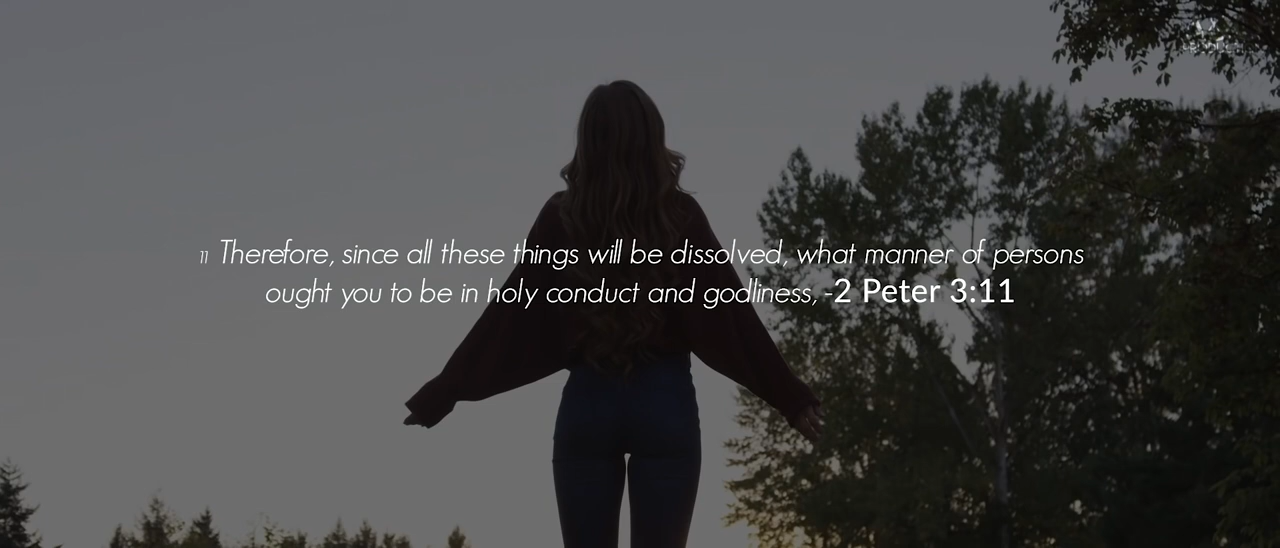 11 Therefore, since all these things will be dissolved, what manner of persons
ought you to be in holy conduct and godliness, -2 Peter 3:11